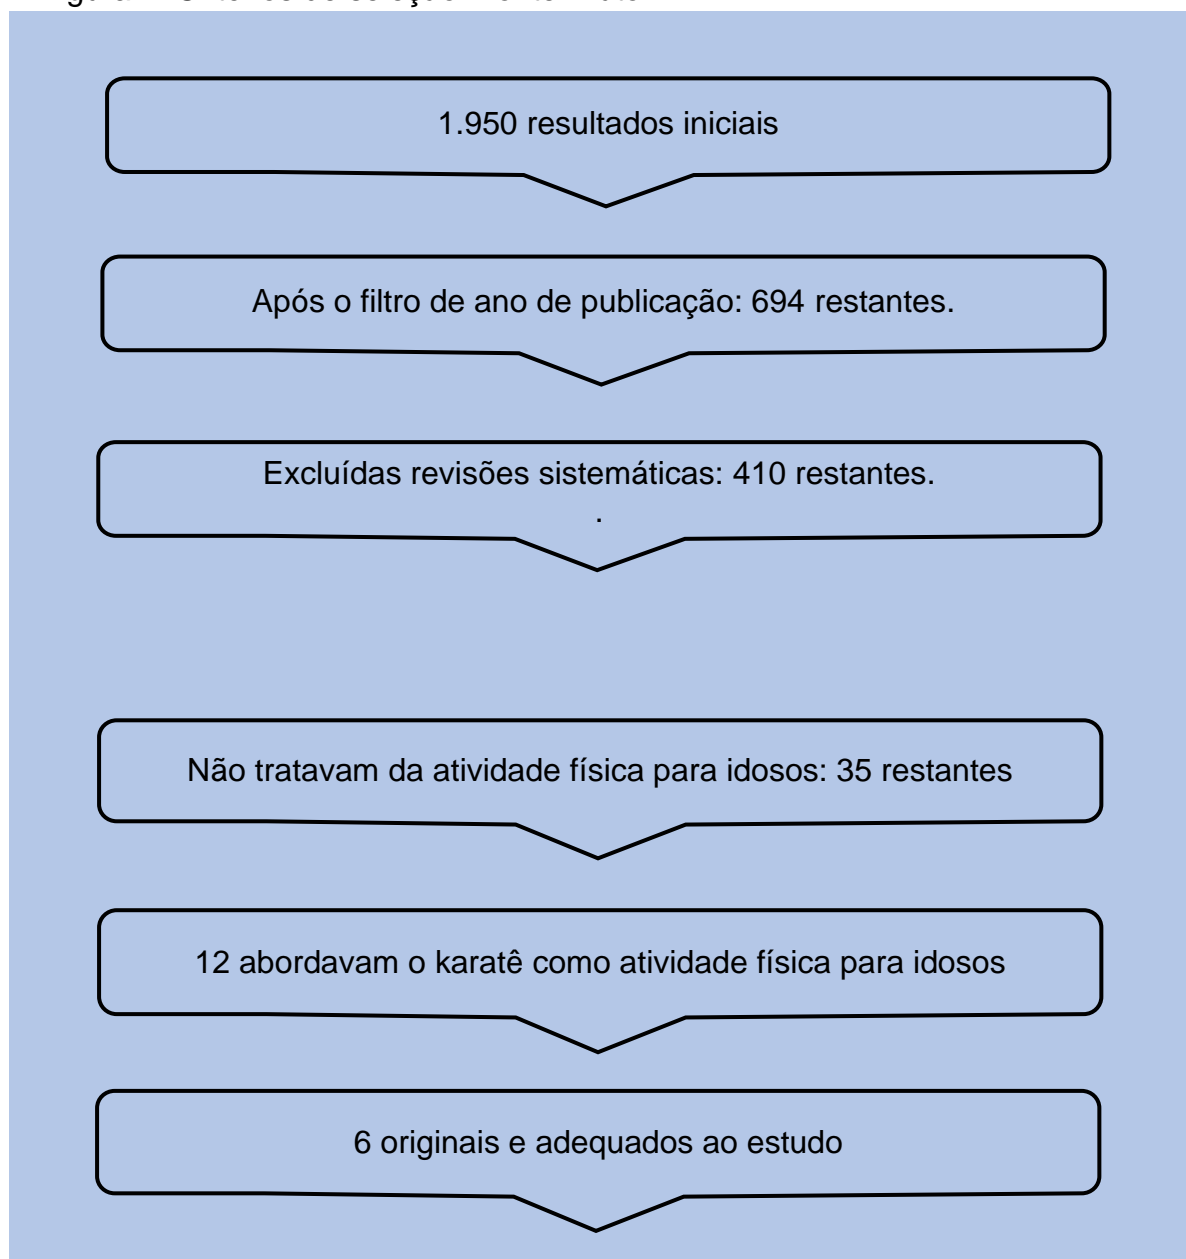 1.950 resultados iniciais
Após o filtro de ano de publicação: 694 restantes.
Excluídas revisões sistemáticas: 410 restantes.
.
Não tratavam da atividade física para idosos: 35 restantes
12 abordavam o karatê como atividade física para idosos
6 originais e adequados ao estudo